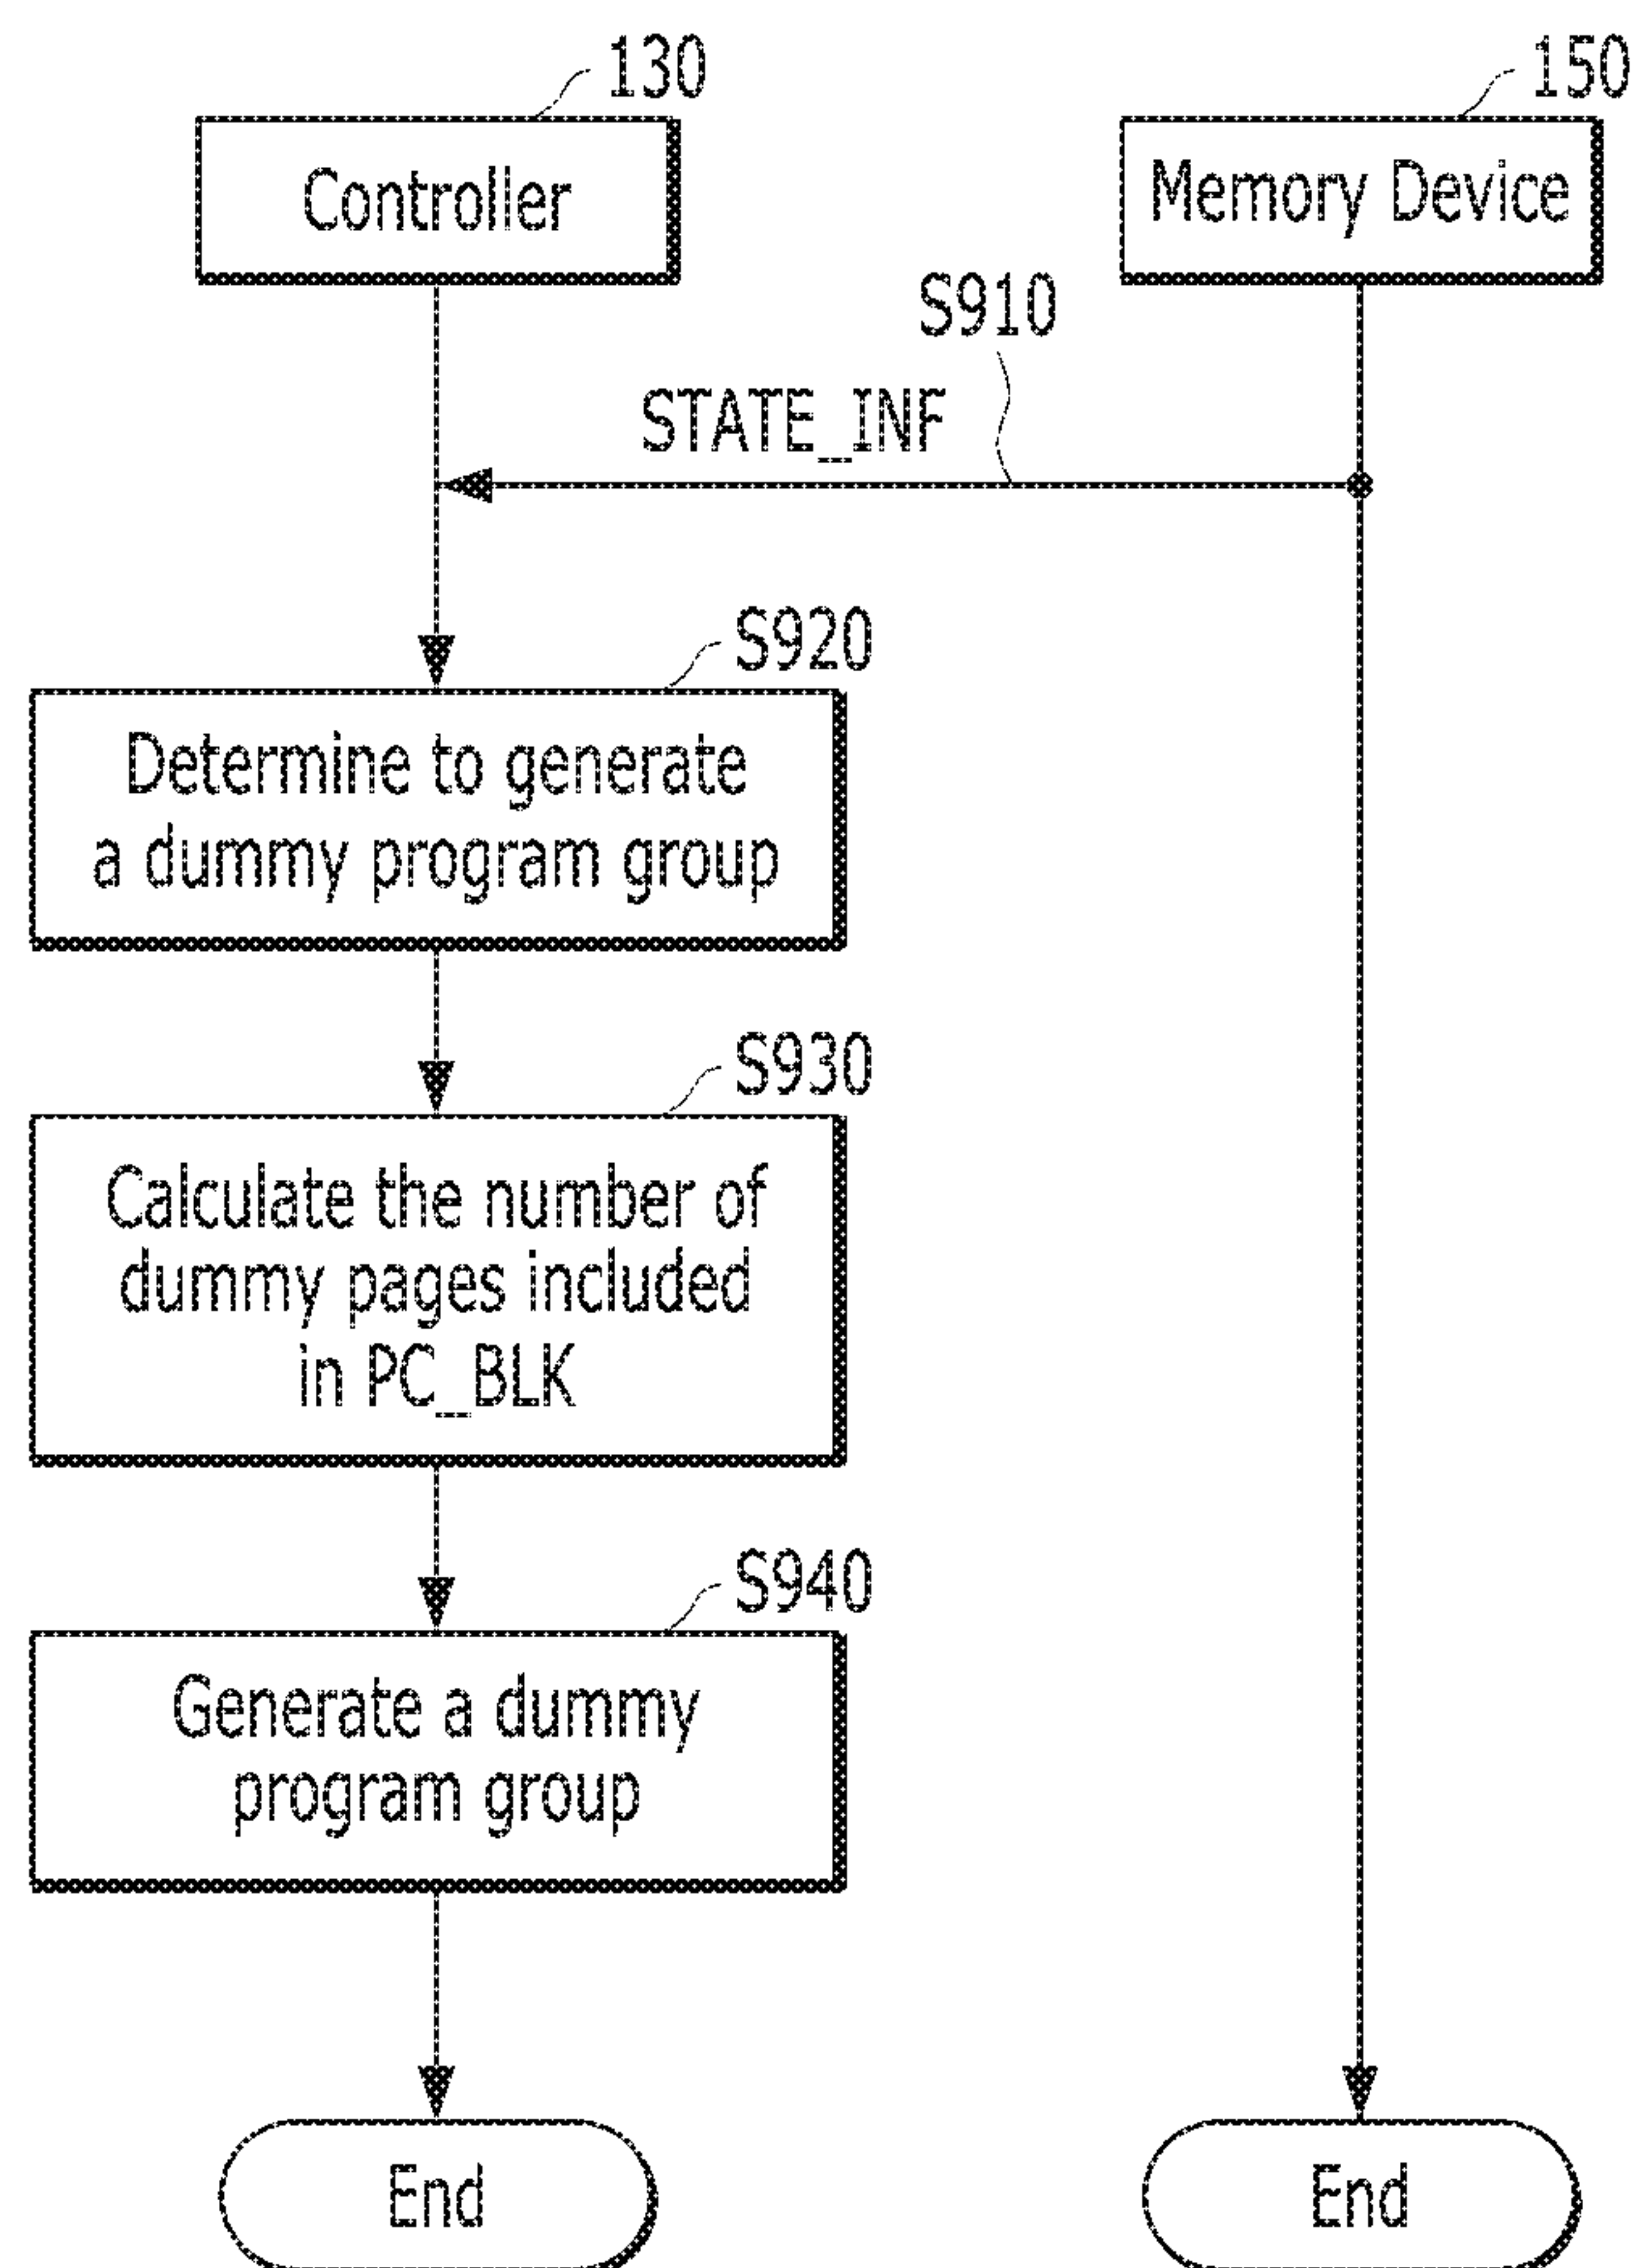 130
150
Controller
Memory Device
S910
STATE_INF
S920
Determine to generate
a dummy program group
S930
Calculate the number of
dummy pages included
in PC_BLK
S940
Generate a dummy
program group
End
End